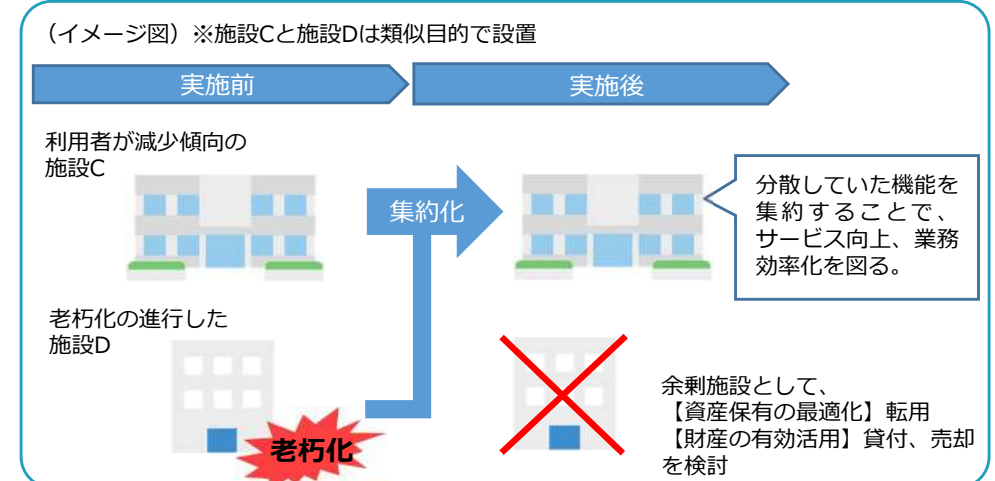 （イメージ図）※施設Cと施設Dは類似目的で設置
実施前
実施後
利用者が減少傾向の
施設C
集約化
分散していた機能を
集約することで、
サービス向上、業務
効率化を図る。
老朽化の進行した
施設D
老朽化
余剰施設として、
【資産保有の最適化】転用
【財産の有効活用】貸付、売却
を検討